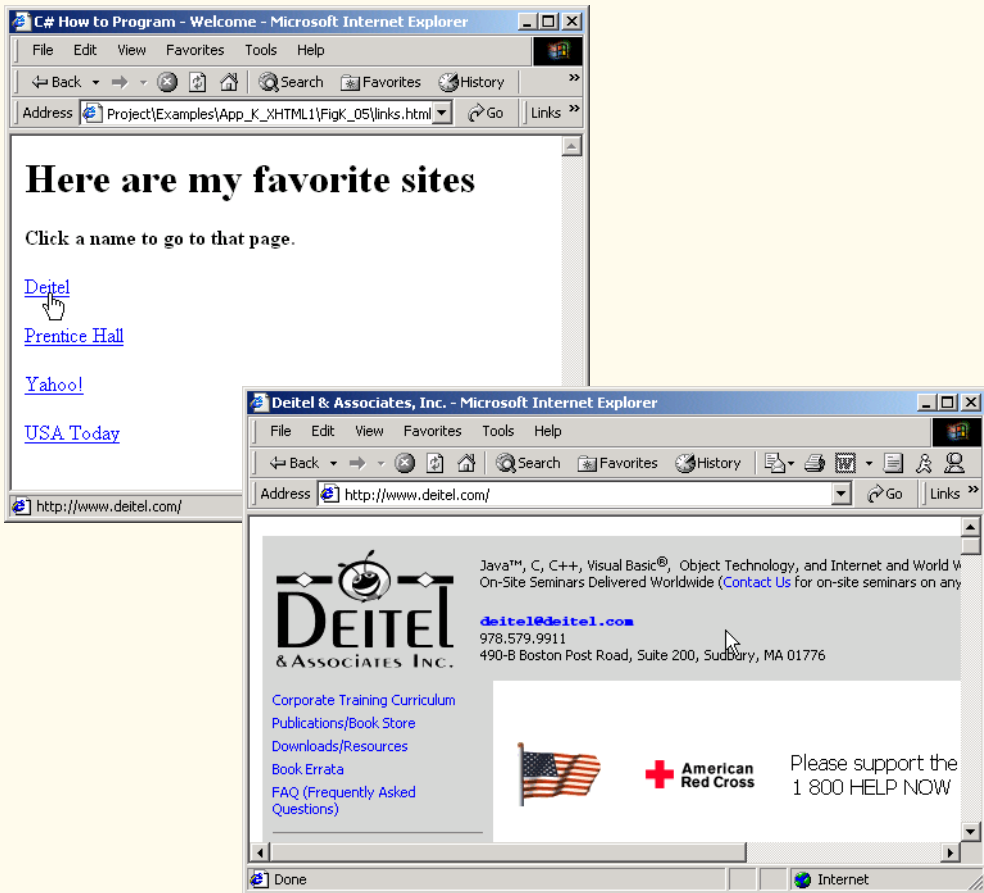 C# How to Program - Welcome - Microsoft Internet Explorer
File Edit View Favorites Tools Help
Back Search Favorites History »
Address Project\Examples\App_K_XHTML1\FigK_05\links.html Go Links »
Here are my favorite sites
Click a name to go to that page.
Deitel
Prentice Hall
Yahoo!
USA Today
http://www.deitel.com/
Deitel & Associates, Inc. - Microsoft Internet Explorer
File Edit View Favorites Tools Help
Back Search Favorites History W
Address http://www.deitel.com/ Go Links »
DEITEL
& ASSOCIATES INC.
Java™, C, C++, Visual Basic®, Object Technology, and Internet and World W
On-Site Seminars Delivered Worldwide (Contact Us for on-site seminars on any
deitel@deitel.com
978.579.9911
490-B Boston Post Road, Suite 200, Sudbury, MA 01776
Corporate Training Curriculum
Publications/Book Store
Downloads/Resources
Book Errata
FAQ (Frequently Asked
Questions)
American
Red Cross
Please support the
1 800 HELP NOW
Done Internet